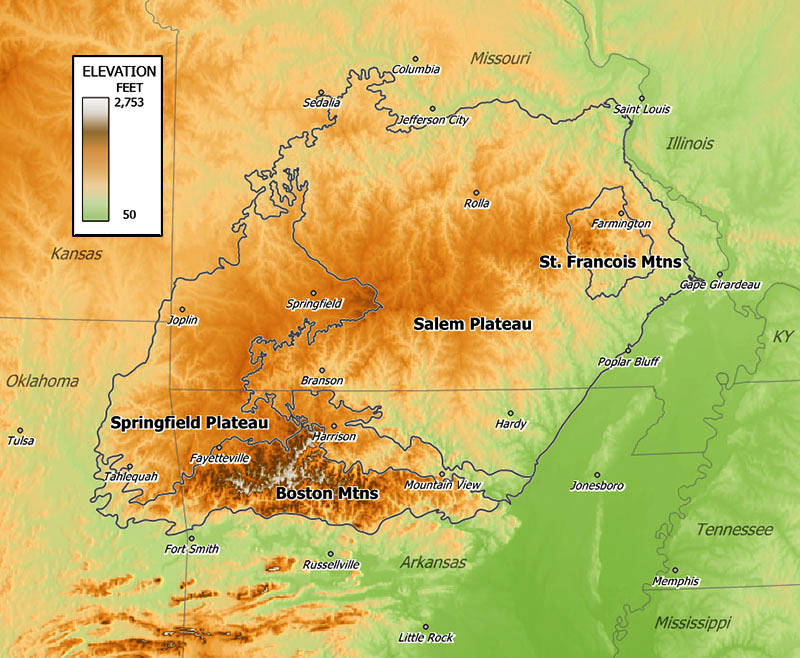 Missouri
Columbia
ELEVATION
FEET
2,753
50
Sedalia
Jefferson City
Saint Louis
Illinois
Rolla
Farmington
Kansas
St. Francois Mtns
Cape Girardeau
Springfield
Joplin
Salem Plateau
KY
Poplar Bluff
Oklahoma
Branson
Springfield Plateau
Hardy
Tulsa
Harrison
Fayetteville
Tahlequah
Mountain View
Jonesboro
Boston Mtns
Tennessee
Fort Smith
Russellville
Arkansas
Memphis
Mississippi
Little Rock